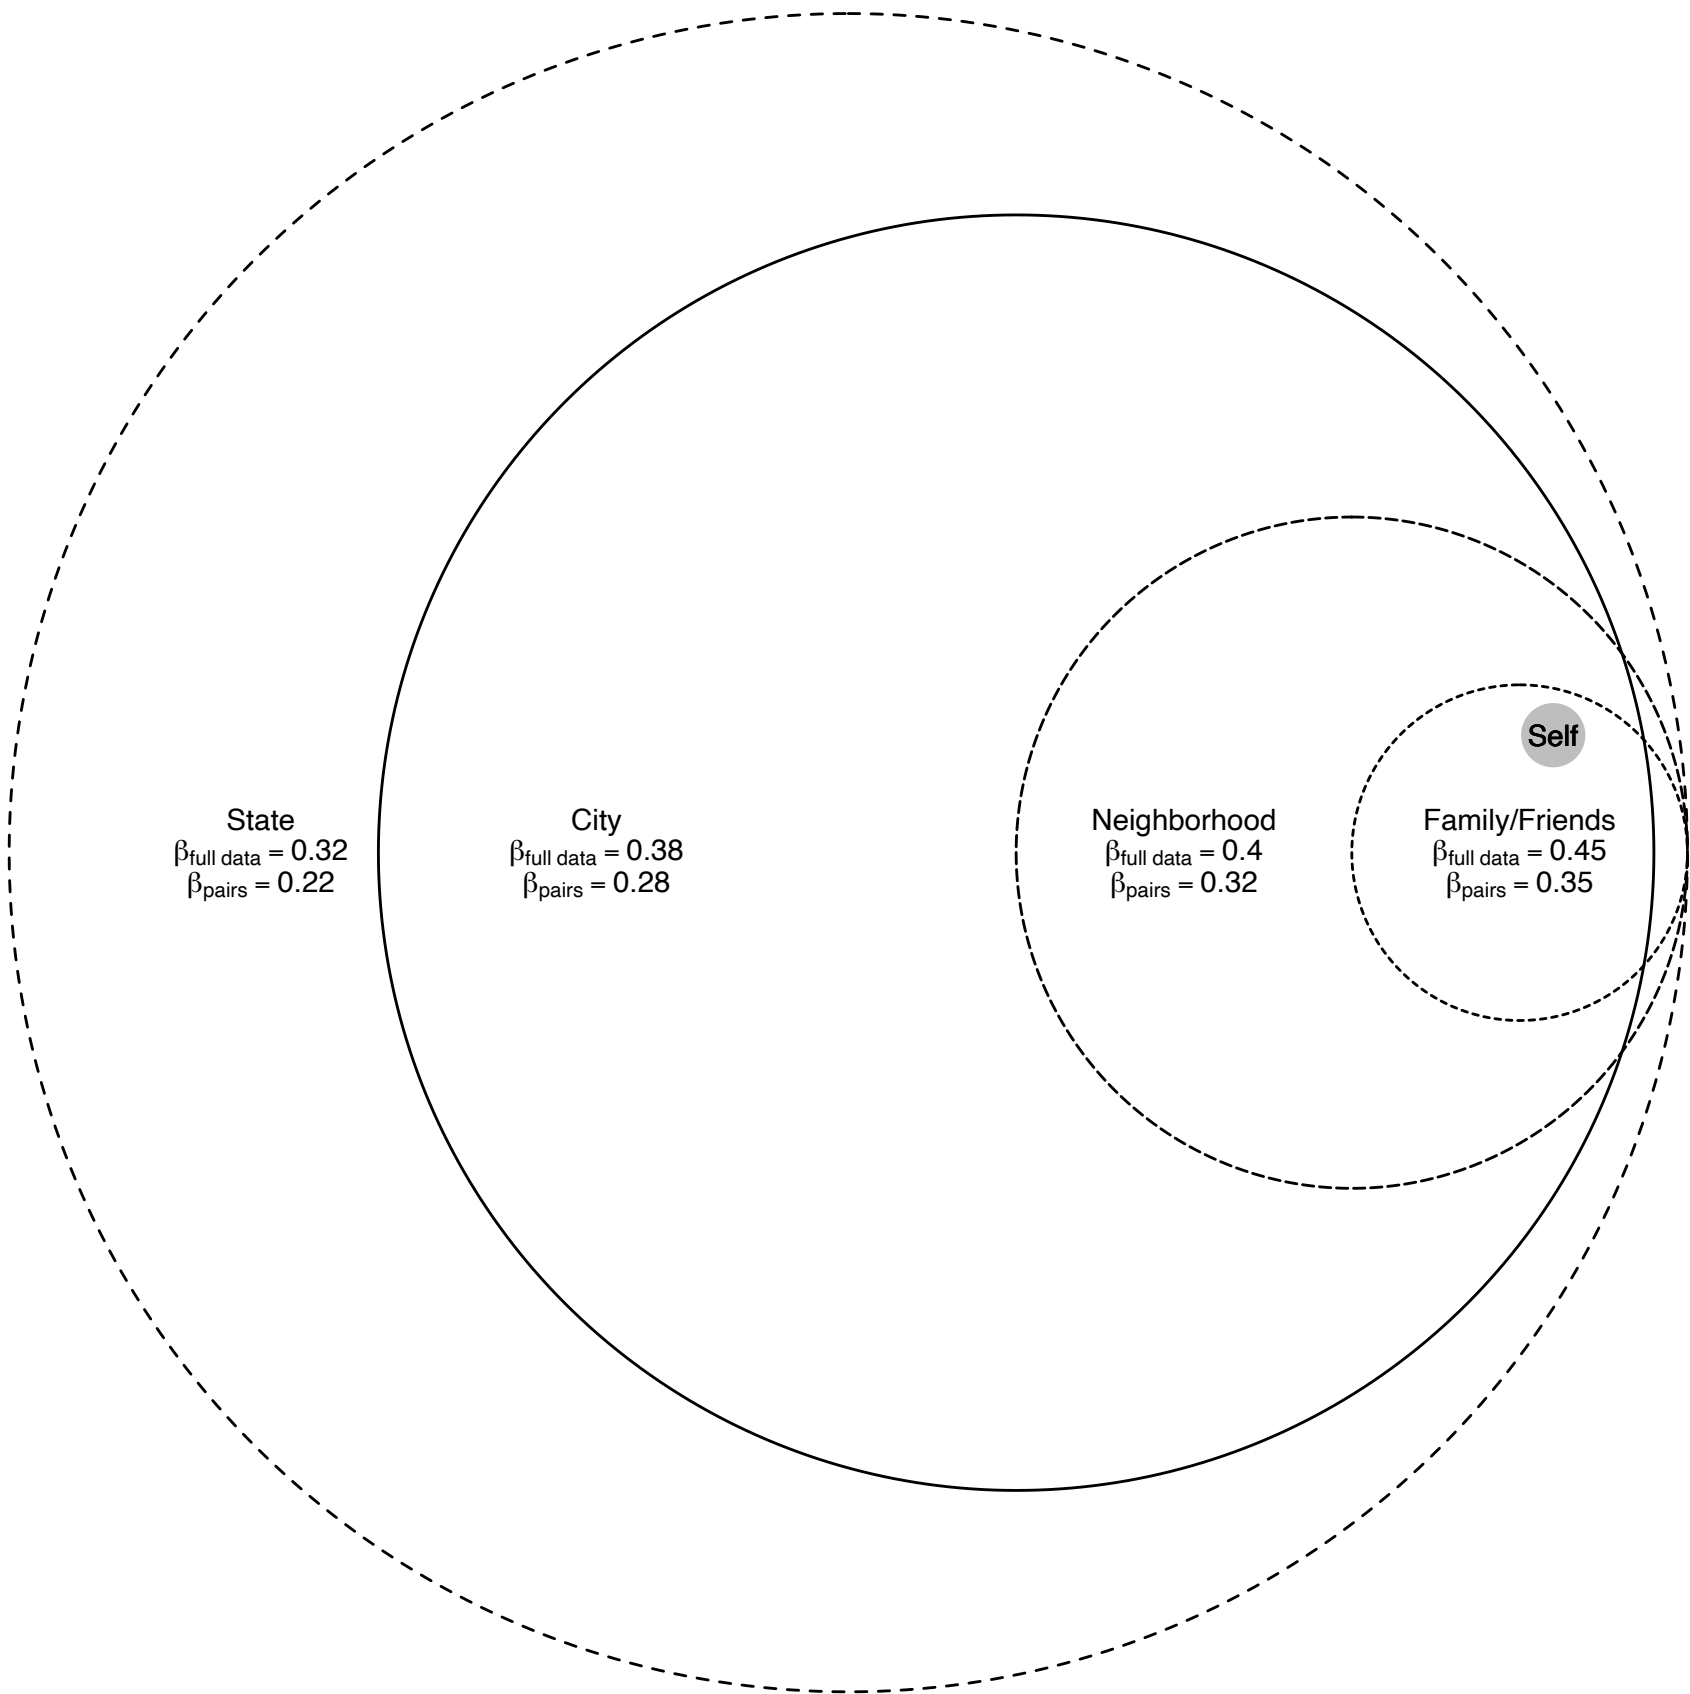 Self
State
βfull data = 0.32
βpairs = 0.22
City
βfull data = 0.38
βpairs = 0.28
Neighborhood
βfull data = 0.4
βpairs = 0.32
Family/Friends
βfull data = 0.45
βpairs = 0.35